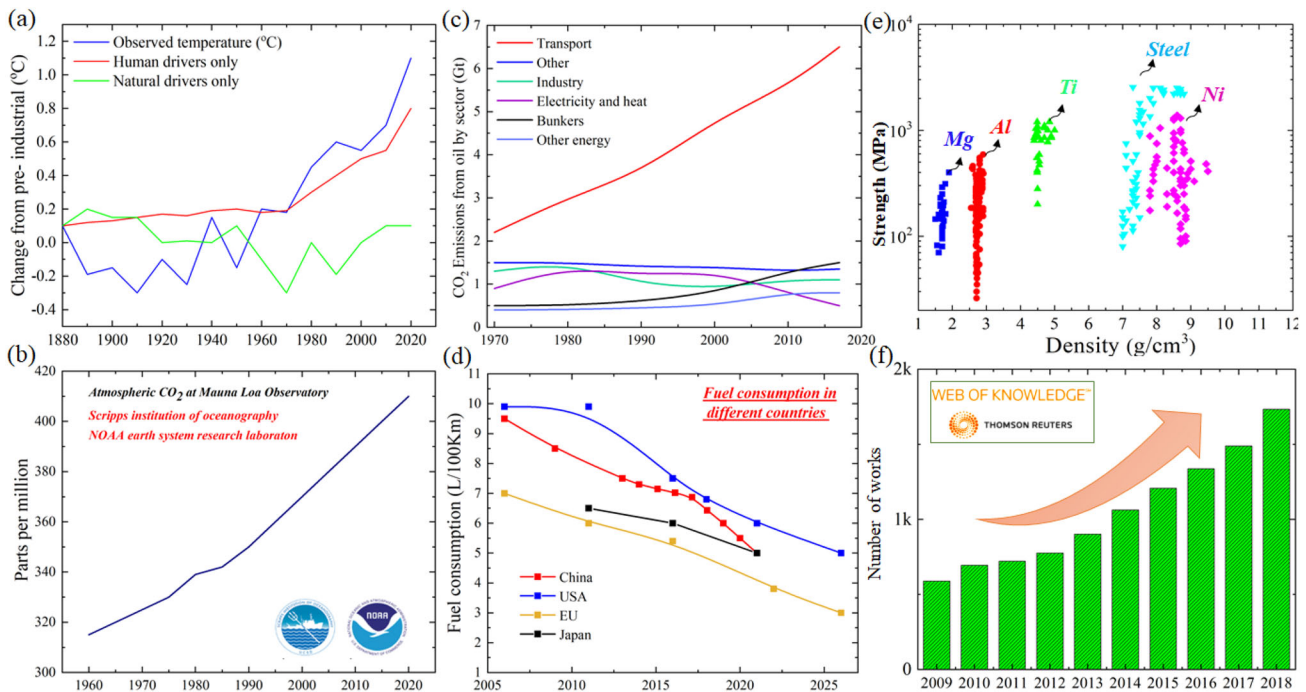 (a)
1.2
1.0
0.8
0.6
0.4
0.2
0.0
-0.2
-0.4
Change from pre- industrial (°C)
Observed temperature (°C)
Human drivers only
Natural drivers only
1880 1900 1920 1940 1960 1980 2000 2020
(c)
7
6
5
4
3
2
1
0
CO2 Emissions from oil by sector (Gt)
Transport
Other
Industry
Electricity and heat
Bunkers
Other energy
1970 1980 1990 2000 2010 2020
(e)
10⁴
10³
10²
Strength (MPa)
Mg
Al
Ti
Steel
Ni
1 2 3 4 5 6 7 8 9 10 11 12
Density (g/cm³)
(b)
420
400
380
360
340
320
300
Parts per million
Atmospheric CO2 at Mauna Loa Observatory
Scripps institution of oceanography
NOAA earth system research laboraton
NOAA
1960 1970 1980 1990 2000 2010 2020
(d)
10
9
8
7
6
5
4
3
2
1
Fuel consumption (L/100Km)
Fuel consumption in
different countries
China
USA
EU
Japan
2005 2010 2015 2020 2025
(f)
2k
1k
0
Number of works
WEB OF KNOWLEDGE™
THOMSON REUTERS
2009 2010 2011 2012 2013 2014 2015 2016 2017 2018